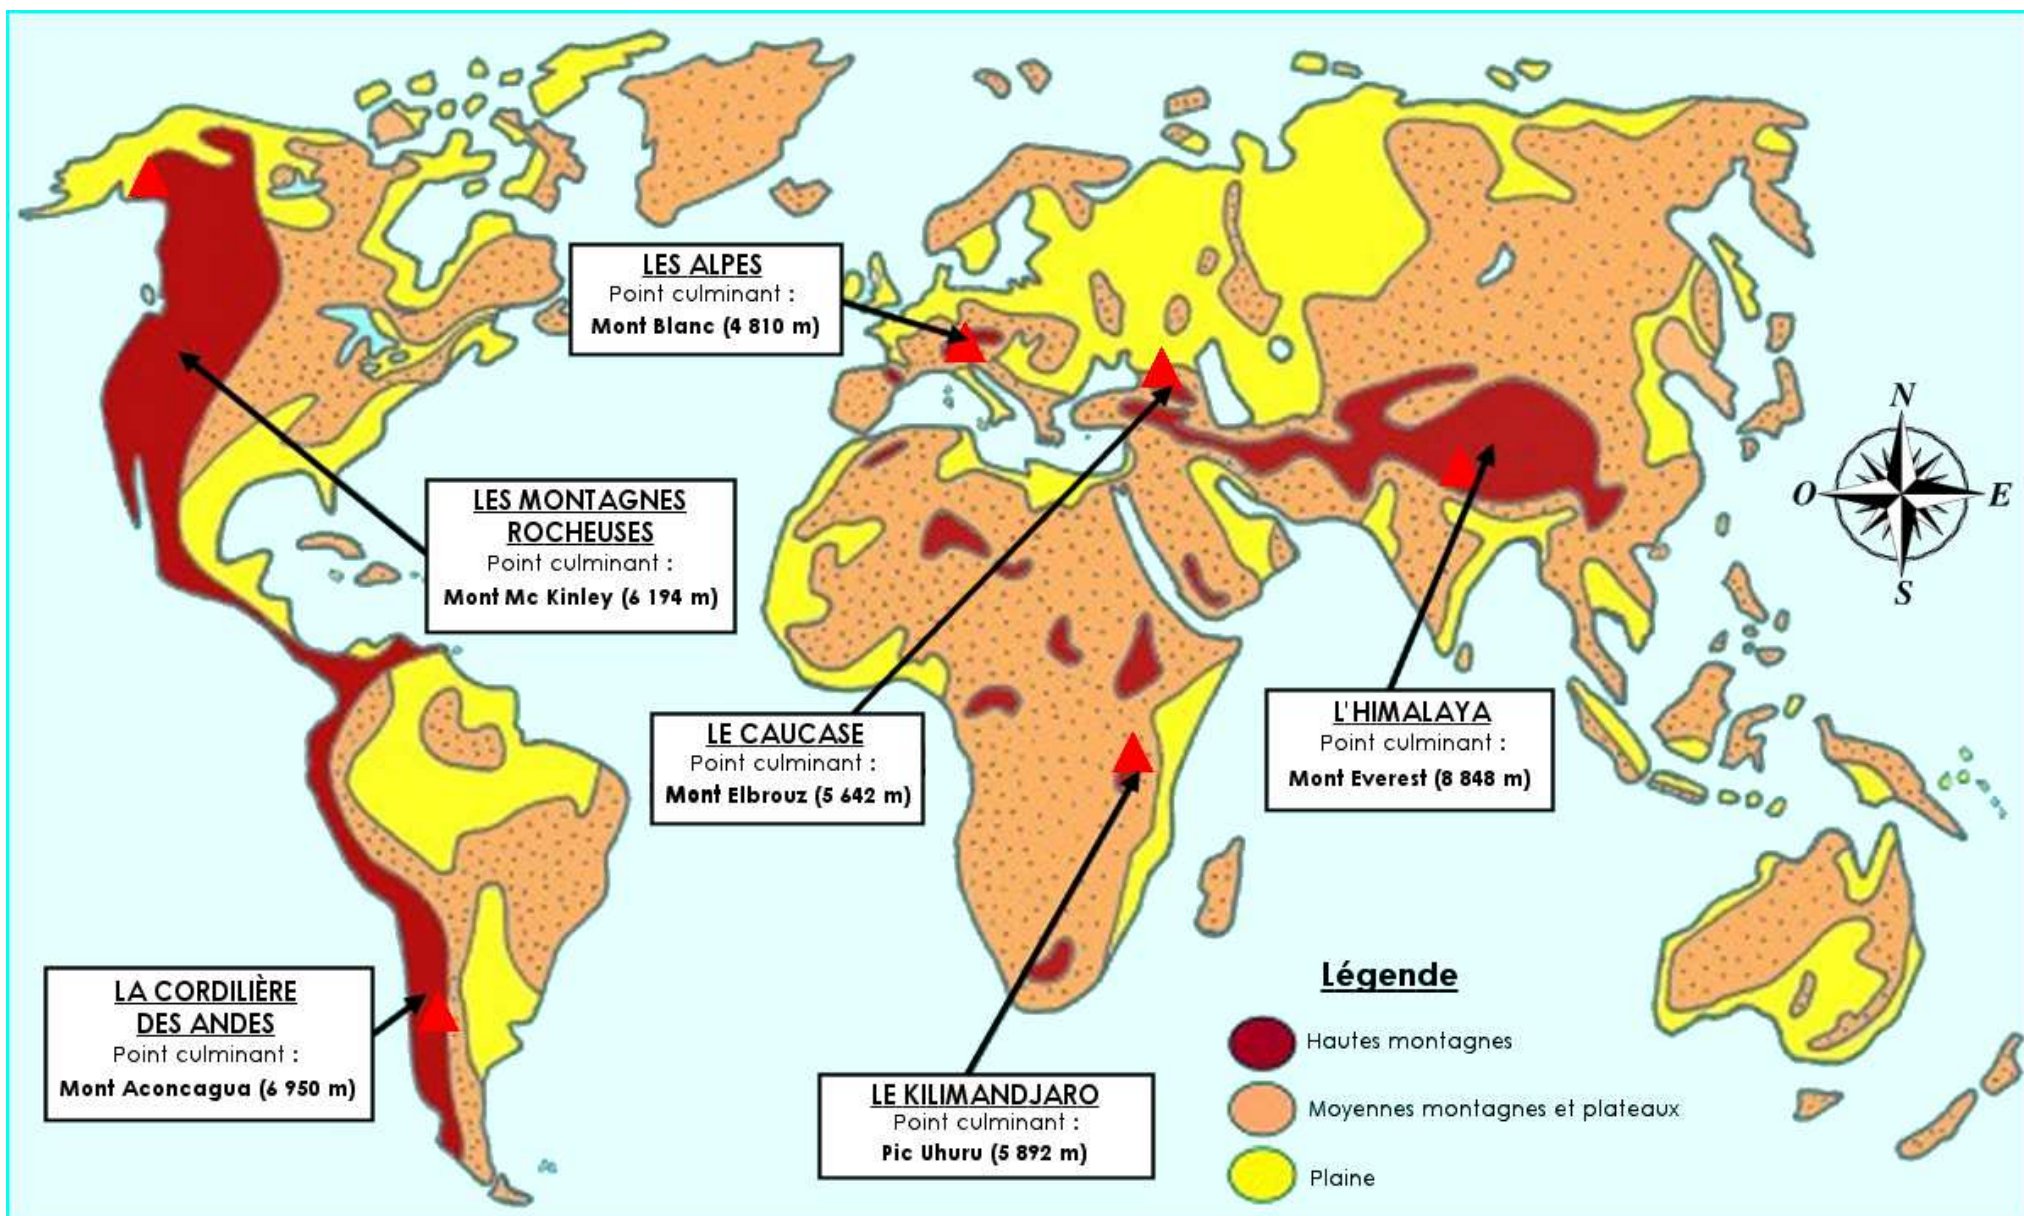 LES ALPES
Point culminant :
Mont Blanc (4 810 m)
LES MONTAGNES
ROCHEUSES
Point culminant :
Mont Mc Kinley (6 194 m)
LE CAUCASE
Point culminant :
Mont Elbrouz (5 642 m)
L'HIMALAYA
Point culminant :
Mont Everest (8 848 m)
LA CORDILIÈRE
DES ANDES
Point culminant :
Mont Aconcagua (6 950 m)
LE KILIMANDJARO
Point culminant :
Pic Uhuru (5 892 m)
N
O
E
S
Légende
Hautes montagnes
Moyennes montagnes et plateaux
Plaine